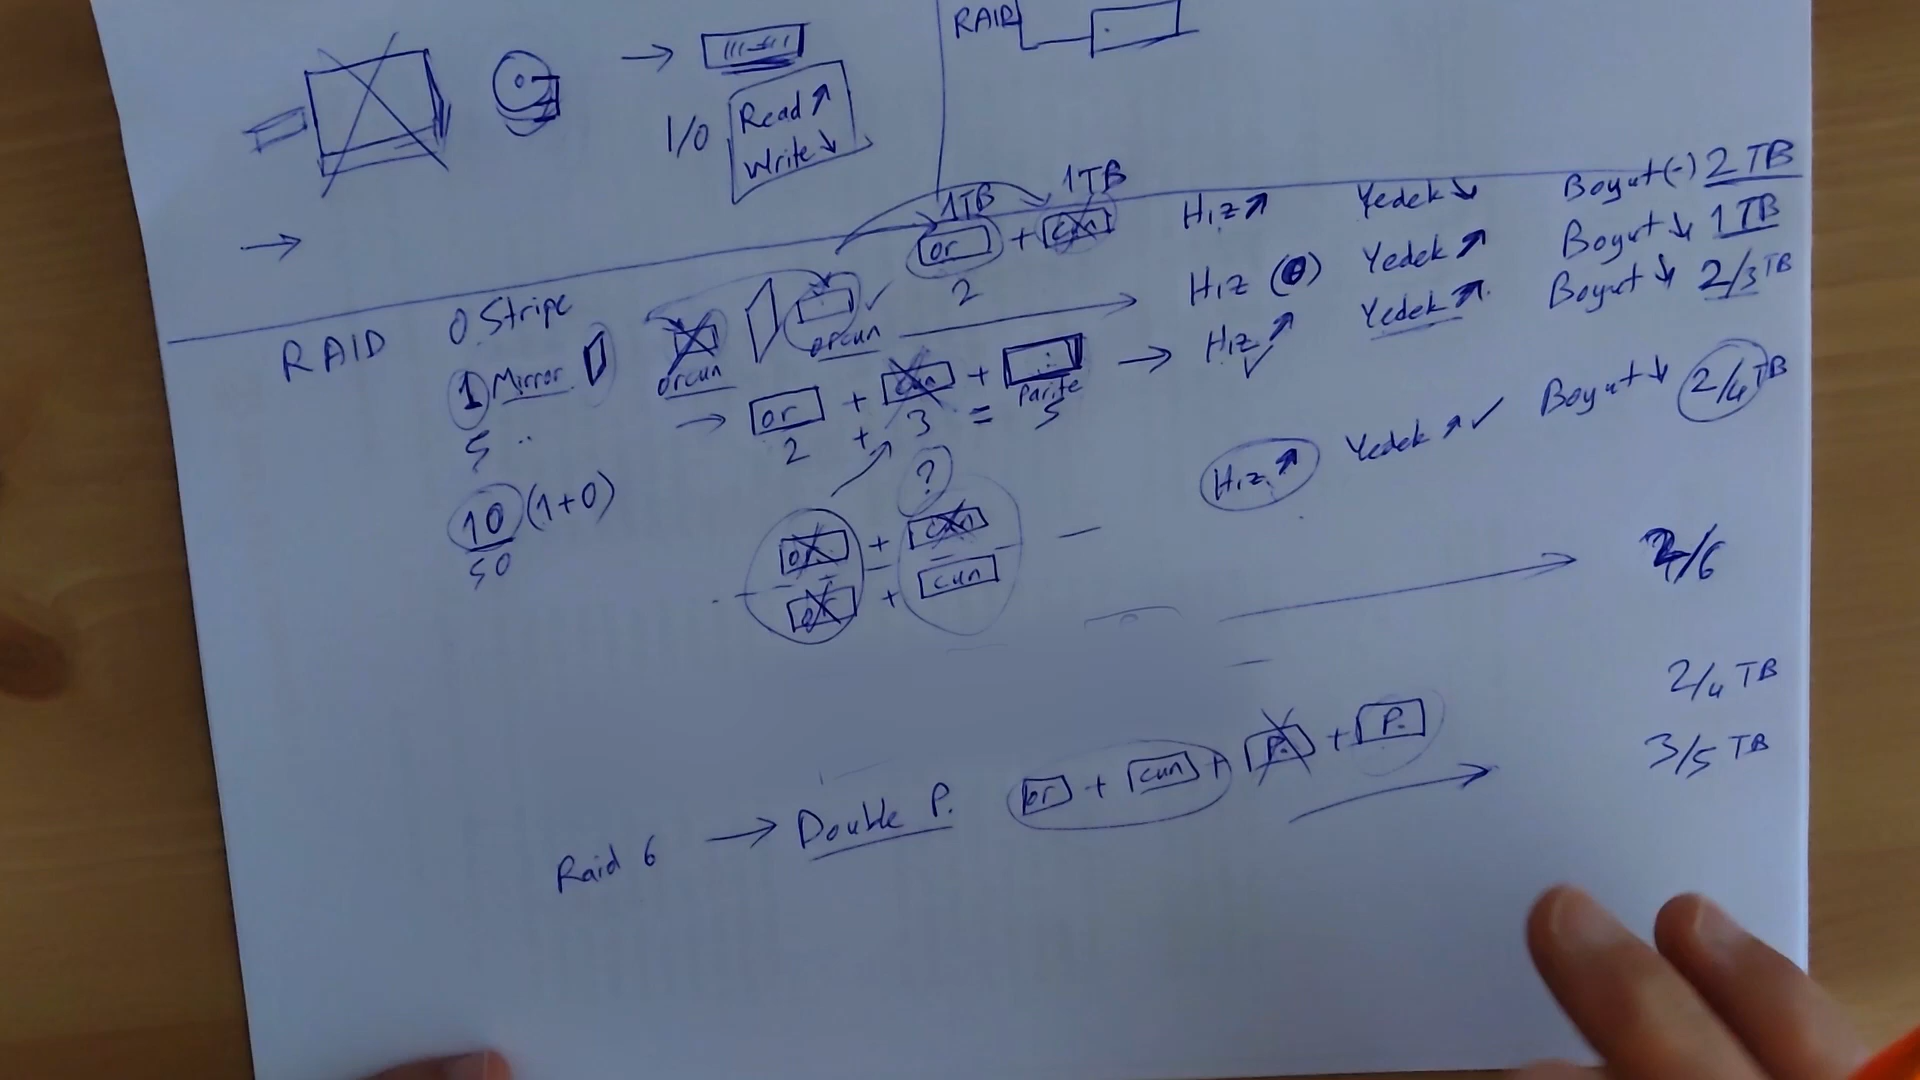 RAID
I/O Read ↗
Write ↘
1TB 1TB
or + cun Hız ↗ Yedek ↘ Boyut (-) 2 TB
2
RAID 0 Stripe
1 Mirror orcun orcun Hız (0) Yedek ↗ Boyut ↘ 1 TB
5 → or + cun + Parite → Hız ↗ Yedek ↗ Boyut ↘ 2/3 TB
2 + 3 = 5
10 (1+0) ? Hız ↗ Yedek ↗ ✓ Boyut ↘ 2/4 TB
or + cun
or + cun
50
/6
2/4 TB
3/5 TB
Raid 6 → Double P. or + cun + P. + P.